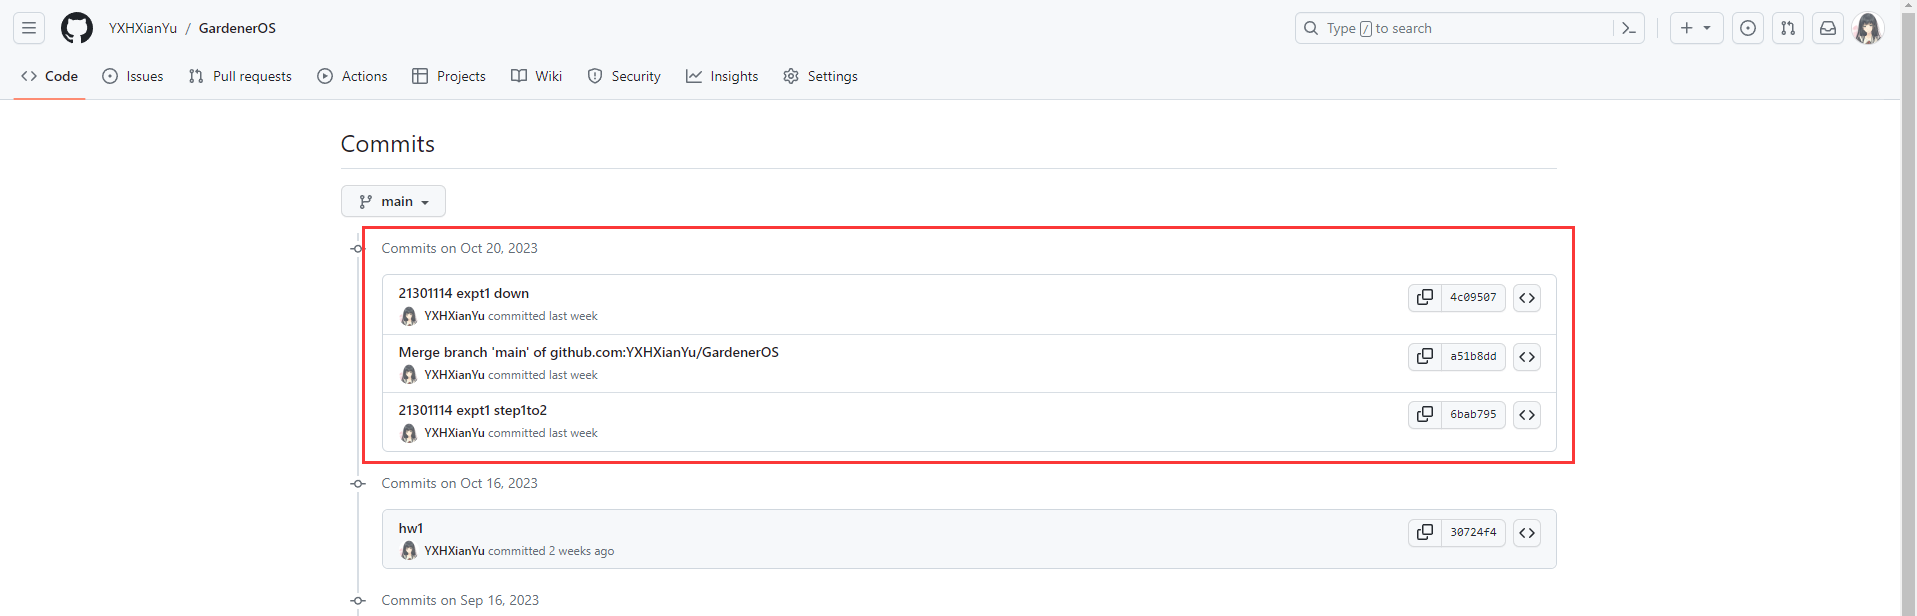 YXHXianYu / GardenerOS
Type / to search
Code Issues Pull requests Actions Projects Wiki Security Insights Settings
Commits
main
Commits on Oct 20, 2023
21301114 expt1 down
4c09507
YXHXianYu committed last week
Merge branch 'main' of github.com:YXHXianYu/GardenerOS
a51b8dd
YXHXianYu committed last week
21301114 expt1 step1to2
6bab795
YXHXianYu committed last week
Commits on Oct 16, 2023
hw1
30724f4
YXHXianYu committed 2 weeks ago
Commits on Sep 16, 2023